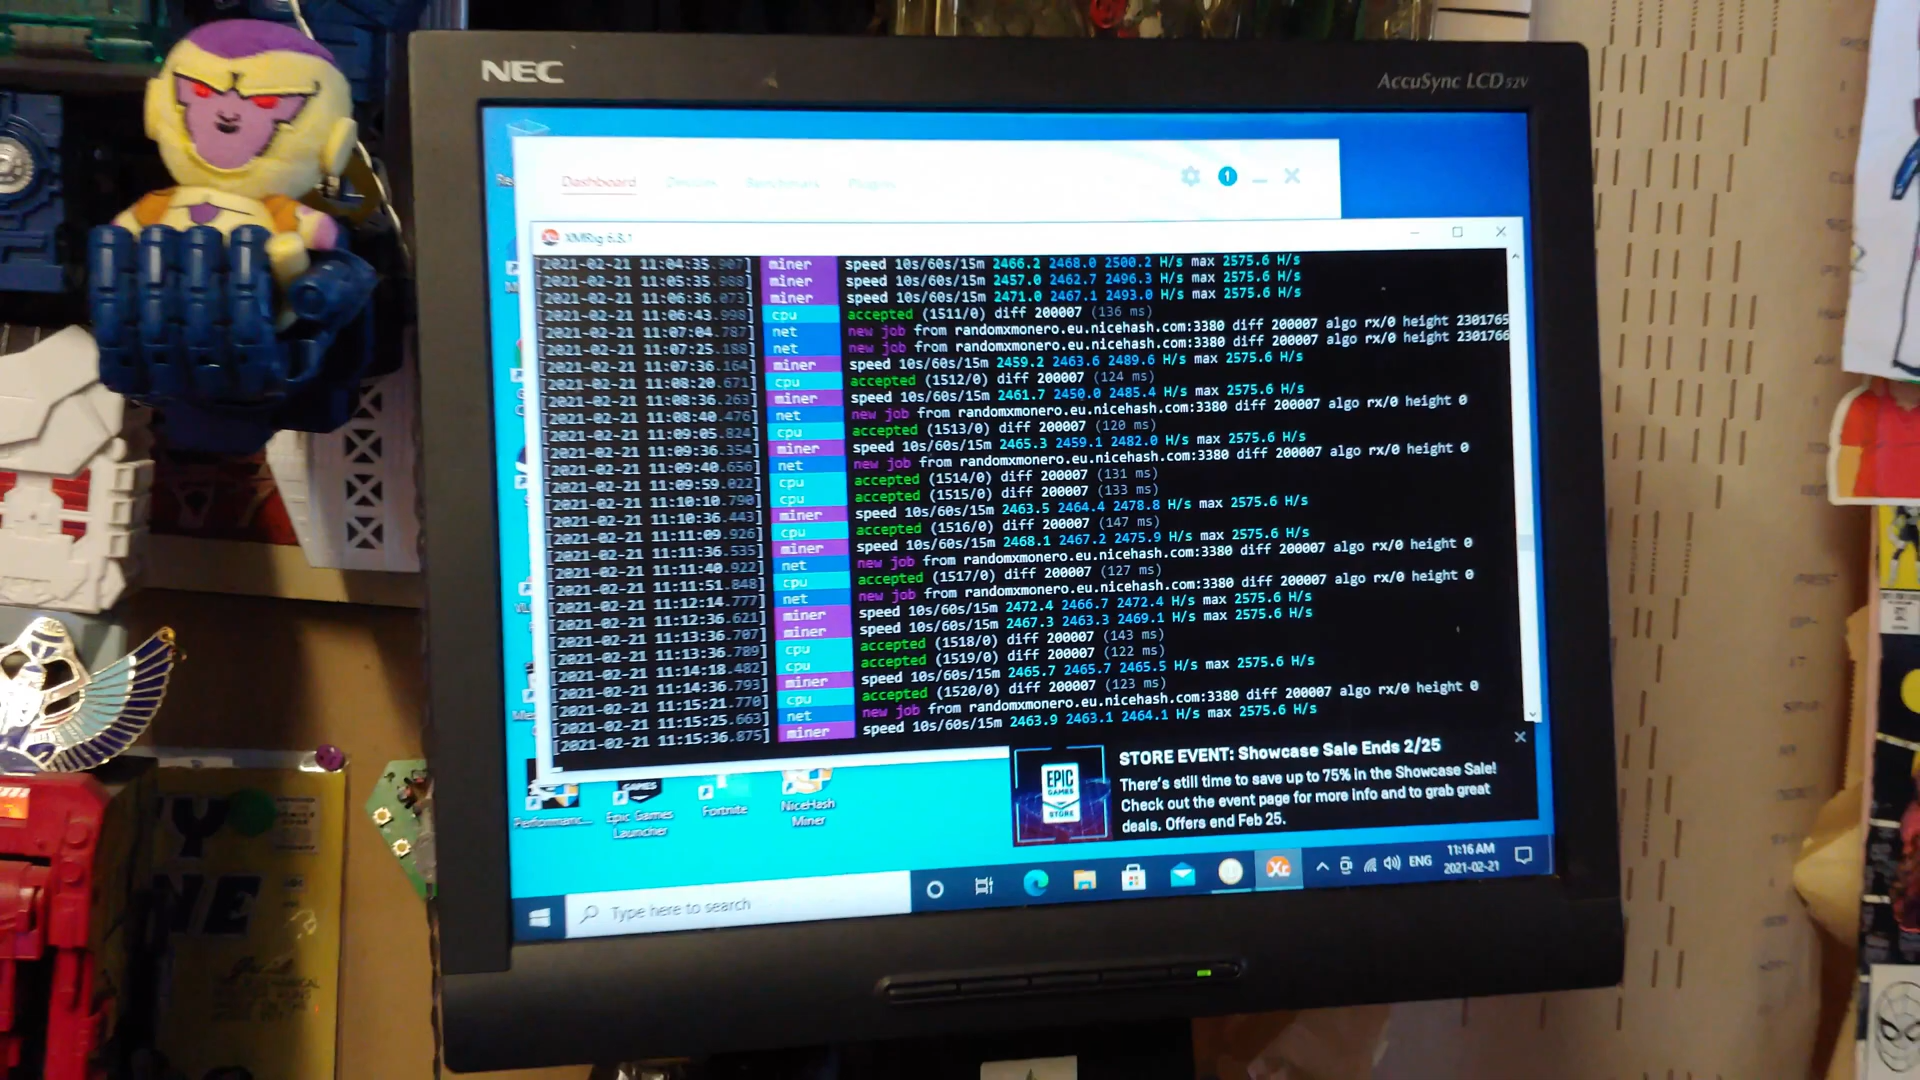 NEC
AccuSync LCD 52V
Dashboard Devices Benchmark Plugins
1
XMRig 6.8.1
[2021-02-21 11:04:35.907] miner speed 10s/60s/15m 2466.2 2468.0 2500.2 H/s max 2575.6 H/s
[2021-02-21 11:05:35.988] miner speed 10s/60s/15m 2457.0 2462.7 2496.3 H/s max 2575.6 H/s
[2021-02-21 11:06:36.073] miner speed 10s/60s/15m 2471.0 2467.1 2493.0 H/s max 2575.6 H/s
[2021-02-21 11:06:43.998] cpu accepted (1511/0) diff 200007 (136 ms)
[2021-02-21 11:07:04.787] net new job from randomxmonero.eu.nicehash.com:3380 diff 200007 algo rx/0 height 2301765
[2021-02-21 11:07:25.188] net new job from randomxmonero.eu.nicehash.com:3380 diff 200007 algo rx/0 height 2301766
[2021-02-21 11:07:36.164] miner speed 10s/60s/15m 2459.2 2463.6 2489.6 H/s max 2575.6 H/s
[2021-02-21 11:08:20.671] cpu accepted (1512/0) diff 200007 (124 ms)
[2021-02-21 11:08:36.263] miner speed 10s/60s/15m 2461.7 2450.0 2485.4 H/s max 2575.6 H/s
[2021-02-21 11:08:40.476] net new job from randomxmonero.eu.nicehash.com:3380 diff 200007 algo rx/0 height 0
[2021-02-21 11:09:05.824] cpu accepted (1513/0) diff 200007 (120 ms)
[2021-02-21 11:09:36.354] miner speed 10s/60s/15m 2465.3 2459.1 2482.0 H/s max 2575.6 H/s
[2021-02-21 11:09:40.656] net new job from randomxmonero.eu.nicehash.com:3380 diff 200007 algo rx/0 height 0
[2021-02-21 11:09:59.022] cpu accepted (1514/0) diff 200007 (131 ms)
[2021-02-21 11:10:10.790] cpu accepted (1515/0) diff 200007 (133 ms)
[2021-02-21 11:10:36.443] miner speed 10s/60s/15m 2463.5 2464.4 2478.8 H/s max 2575.6 H/s
[2021-02-21 11:11:09.926] cpu accepted (1516/0) diff 200007 (147 ms)
[2021-02-21 11:11:36.535] miner speed 10s/60s/15m 2468.1 2467.2 2475.9 H/s max 2575.6 H/s
[2021-02-21 11:11:40.922] net new job from randomxmonero.eu.nicehash.com:3380 diff 200007 algo rx/0 height 0
[2021-02-21 11:11:51.848] cpu accepted (1517/0) diff 200007 (127 ms)
[2021-02-21 11:12:14.777] net new job from randomxmonero.eu.nicehash.com:3380 diff 200007 algo rx/0 height 0
[2021-02-21 11:12:36.621] miner speed 10s/60s/15m 2472.4 2466.7 2472.4 H/s max 2575.6 H/s
[2021-02-21 11:13:36.707] miner speed 10s/60s/15m 2467.3 2463.3 2469.1 H/s max 2575.6 H/s
[2021-02-21 11:13:36.789] cpu accepted (1518/0) diff 200007 (143 ms)
[2021-02-21 11:14:18.482] cpu accepted (1519/0) diff 200007 (122 ms)
[2021-02-21 11:14:36.793] miner speed 10s/60s/15m 2465.7 2465.7 2465.5 H/s max 2575.6 H/s
[2021-02-21 11:15:21.770] cpu accepted (1520/0) diff 200007 (123 ms)
[2021-02-21 11:15:25.663] net new job from randomxmonero.eu.nicehash.com:3380 diff 200007 algo rx/0 height 0
[2021-02-21 11:15:36.875] miner speed 10s/60s/15m 2463.9 2463.1 2464.1 H/s max 2575.6 H/s
EPIC
GAMES
STORE
STORE EVENT: Showcase Sale Ends 2/25
There's still time to save up to 75% in the Showcase Sale!
Check out the event page for more info and to grab great
deals. Offers end Feb 25.
GAMES
Performanc...
Epic Games
Launcher
Fortnite
NiceHash
Miner
Type here to search
ENG
11:16 AM
2021-02-21